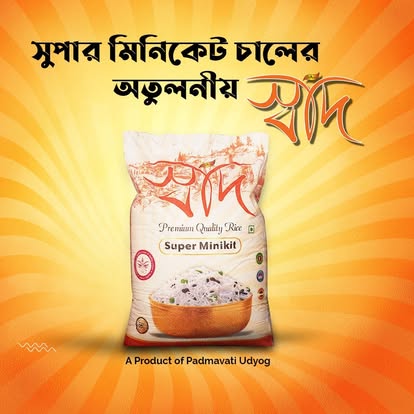 সুপার মিনিকেট চালের
অতুলনীয় স্বাদ
স্বাদ
Premium Quality Rice
Super Minikit
A Product of Padmavati Udyog